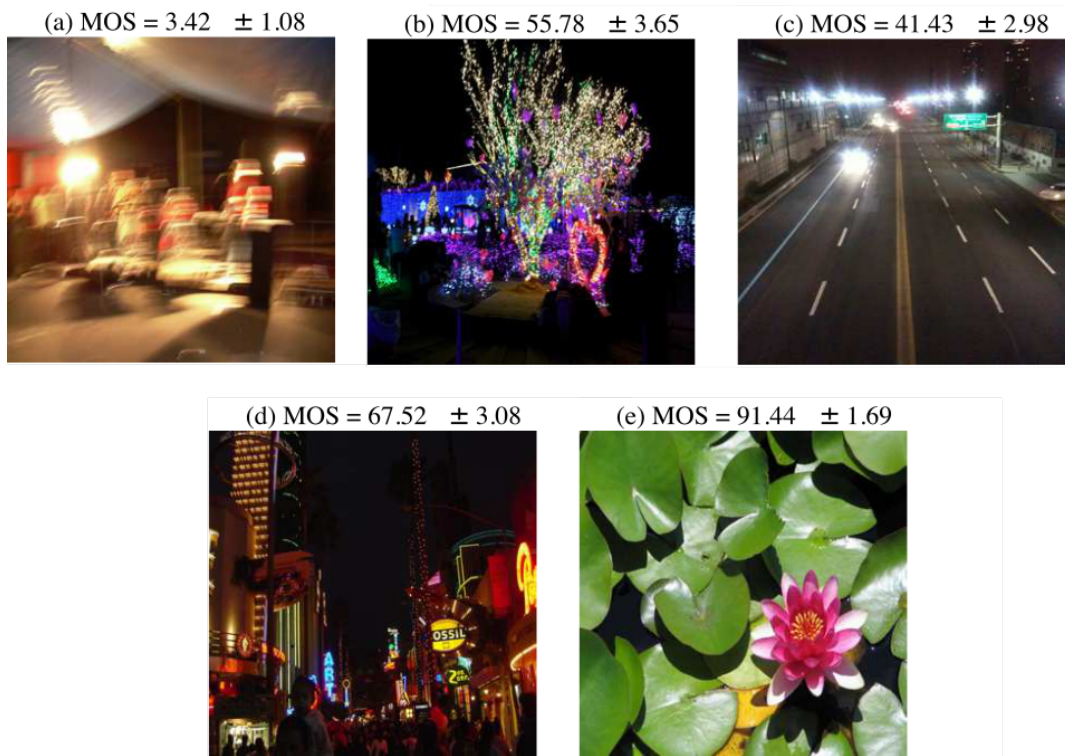 (a) MOS = 3.42 ± 1.08
(b) MOS = 55.78 ± 3.65
(c) MOS = 41.43 ± 2.98
(d) MOS = 67.52 ± 3.08
(e) MOS = 91.44 ± 1.69
FOSSIL
ART